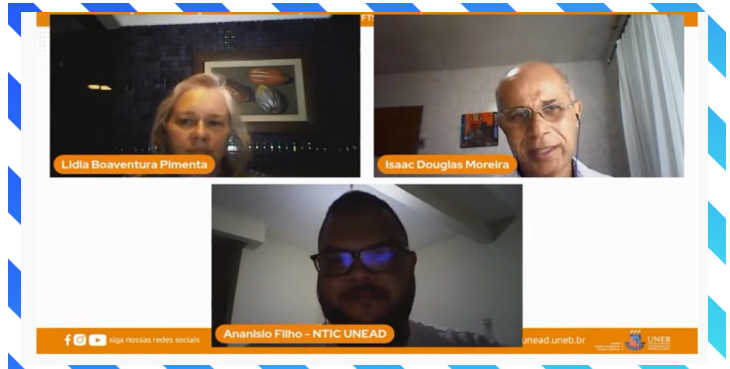 Lidia Boaventura Pimenta
Isaac Douglas Moreira
Ananisio Filho - NTIC UNEAD
siga nossas redes sociais
unead.uneb.br
UNEB